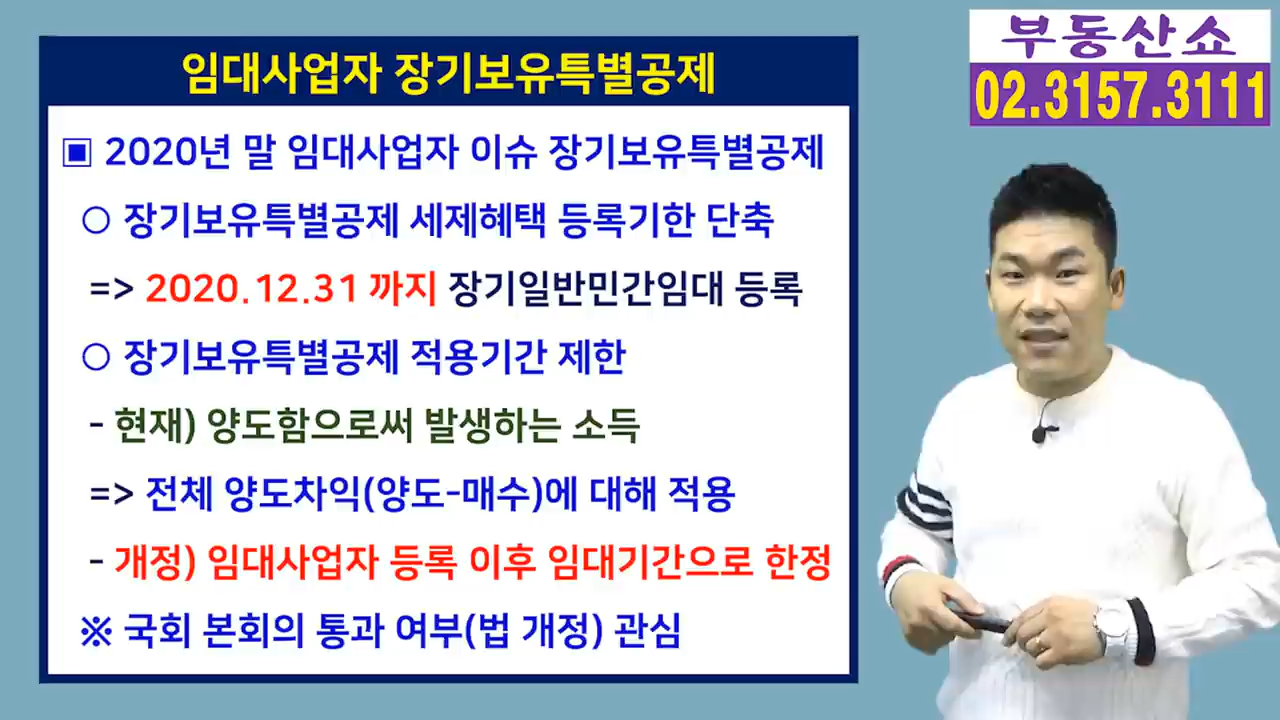 임대사업자 장기보유특별공제
▣ 2020년 말 임대사업자 이슈 장기보유특별공제
○ 장기보유특별공제 세제혜택 등록기한 단축
=> 2020.12.31 까지 장기일반민간임대 등록
○ 장기보유특별공제 적용기간 제한
- 현재) 양도함으로써 발생하는 소득
=> 전체 양도차익(양도-매수)에 대해 적용
- 개정) 임대사업자 등록 이후 임대기간으로 한정
※ 국회 본회의 통과 여부(법 개정) 관심
부동산쇼
02.3157.3111